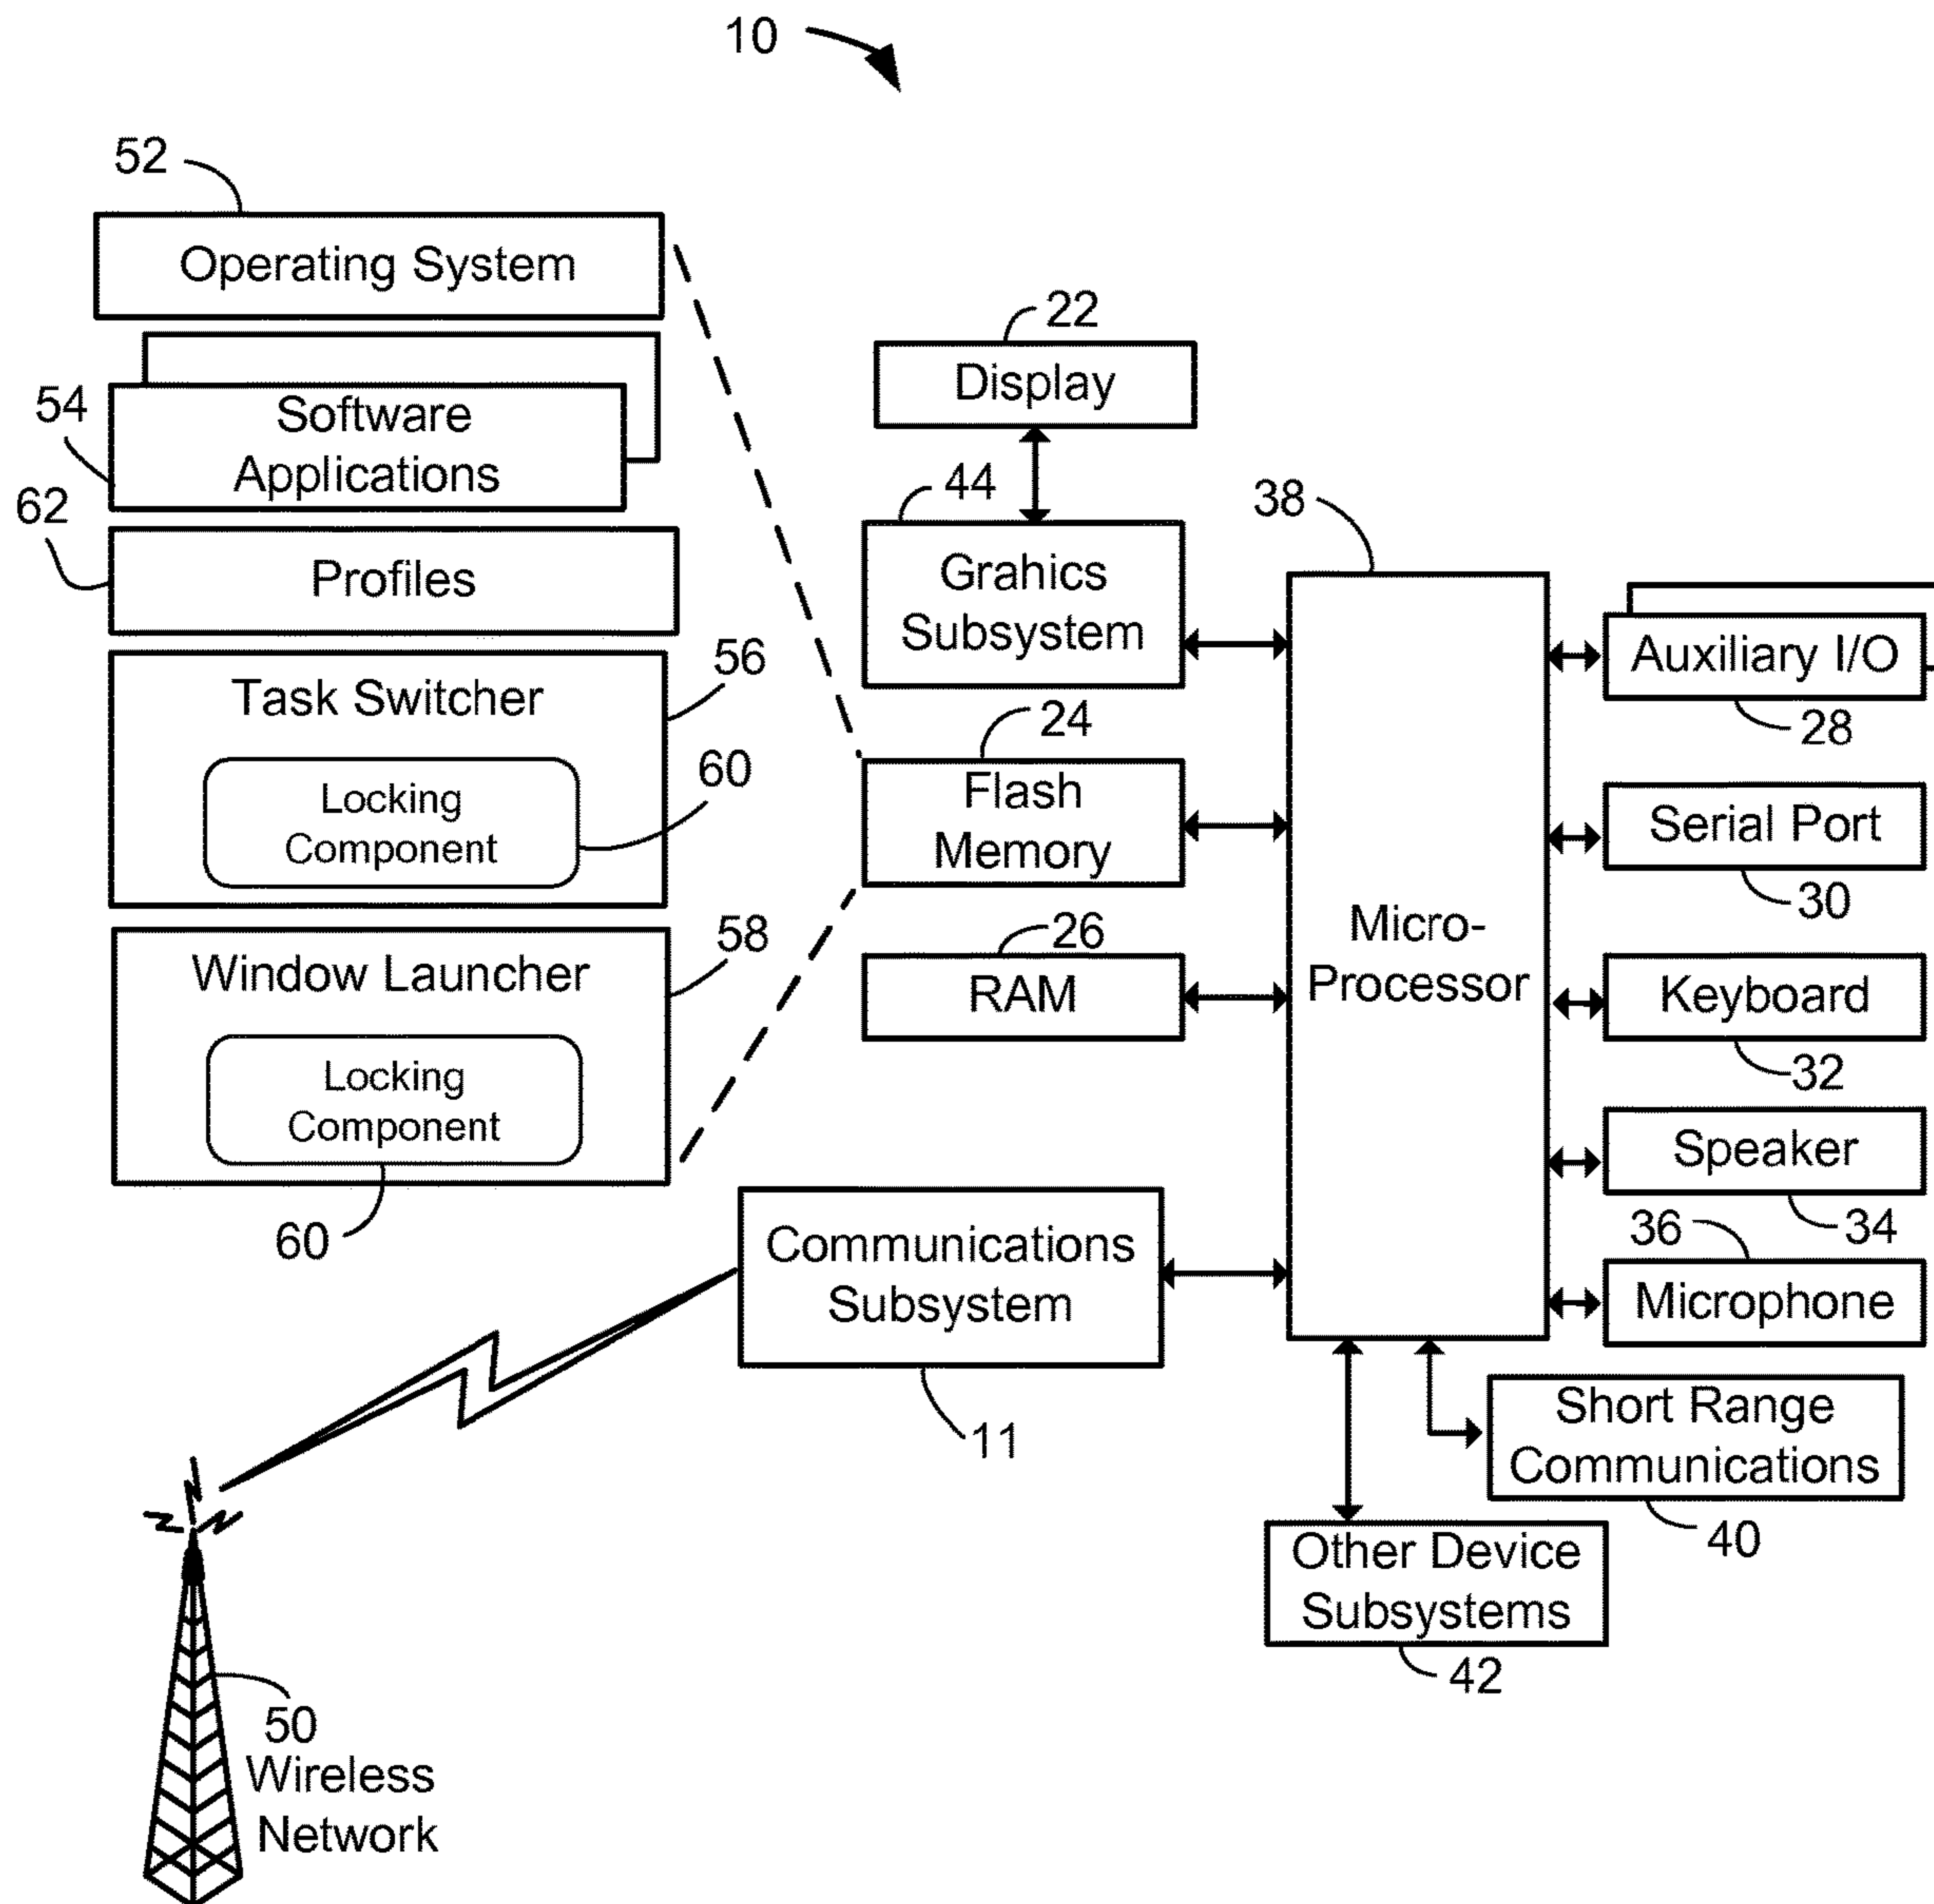 10
52
Operating System
54
Software
Applications
62
Profiles
56
Task Switcher
60
Locking
Component
58
Window Launcher
Locking
Component
60
22
Display
44
Grahics
Subsystem
24
Flash
Memory
26
RAM
Communications
Subsystem
11
38
Micro-
Processor
Auxiliary I/O
28
Serial Port
30
Keyboard
32
Speaker
34
36
Microphone
Short Range
Communications
40
Other Device
Subsystems
42
50
Wireless
Network